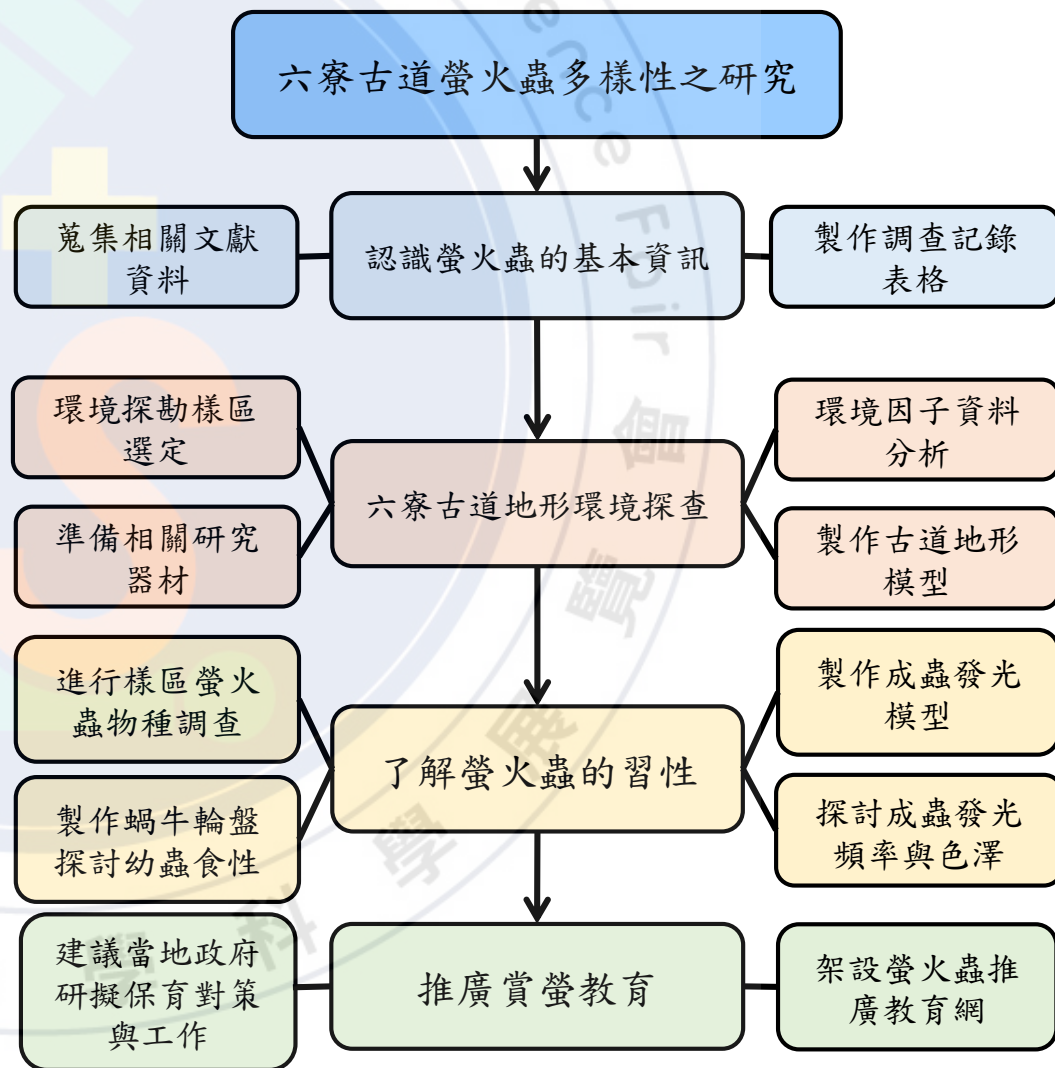 六寮古道螢火蟲多樣性之研究
蒐集相關文獻
資料
認識螢火蟲的基本資訊
製作調查記錄
表格
環境探勘樣區
選定
準備相關研究
器材
六寮古道地形環境探查
環境因子資料
分析
製作古道地形
模型
進行樣區螢火
蟲物種調查
製作蝸牛輪盤
探討幼蟲食性
了解螢火蟲的習性
製作成蟲發光
模型
探討成蟲發光
頻率與色澤
建議當地政府
研擬保育對策
與工作
推廣賞螢教育
架設螢火蟲推
廣教育網
ence Fair
學科學展覽會